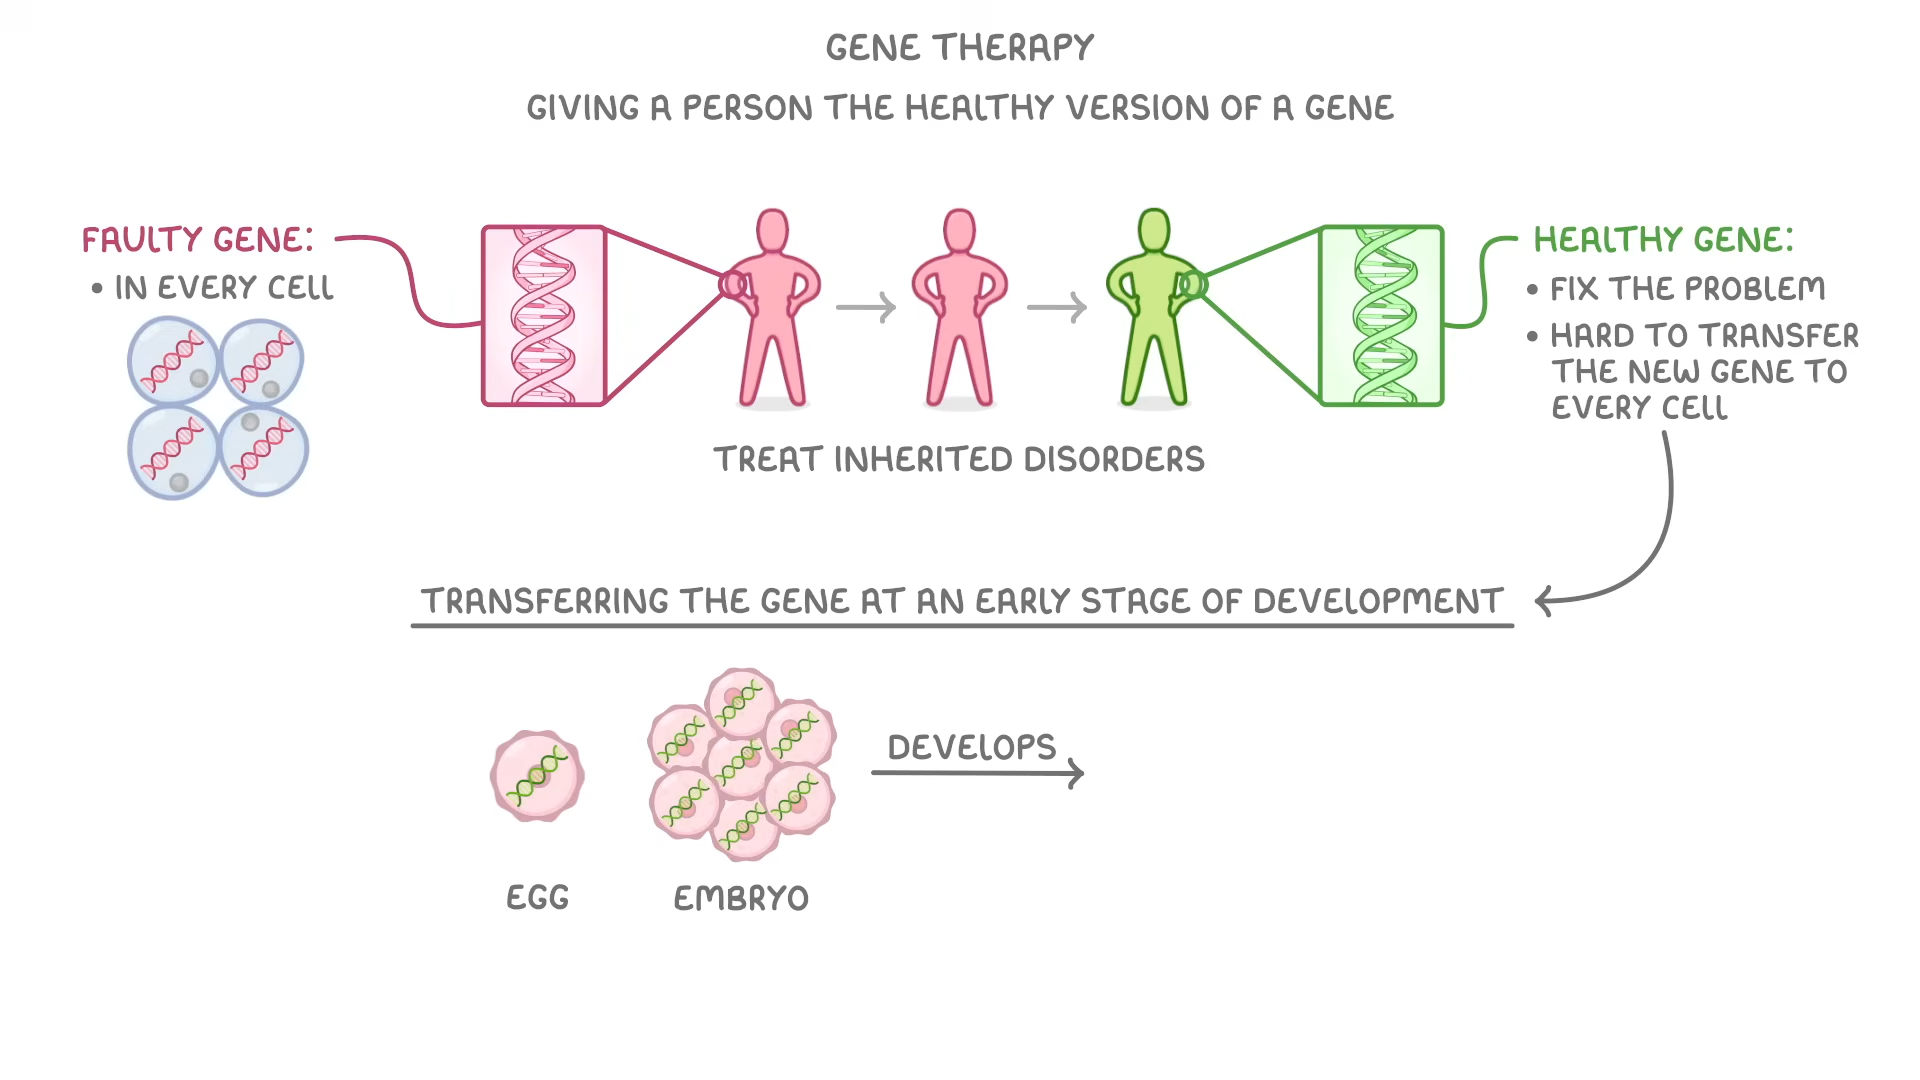 GENE THERAPY
GIVING A PERSON THE HEALTHY VERSION OF A GENE
FAULTY GENE:
• IN EVERY CELL
HEALTHY GENE:
• FIX THE PROBLEM
• HARD TO TRANSFER
THE NEW GENE TO
EVERY CELL
TREAT INHERITED DISORDERS
TRANSFERRING THE GENE AT AN EARLY STAGE OF DEVELOPMENT
DEVELOPS
EGG
EMBRYO